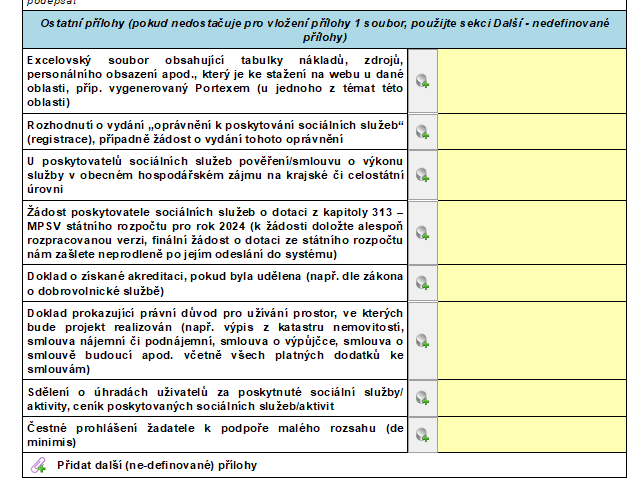 podepsat
Ostatní přílohy (pokud nedostačuje pro vložení přílohy 1 soubor, použijte sekci Další - nedefinované
přílohy)
Excelovský soubor obsahující tabulky nákladů, zdrojů,
personálního obsazení apod., který je ke stažení na webu u dané
oblasti, příp. vygenerovaný Portexem (u jednoho z témat této
oblasti)
Rozhodnutí o vydání „oprávnění k poskytování sociálních služeb“
(registrace), případně žádost o vydání tohoto oprávnění
U poskytovatelů sociálních služeb pověření/smlouvu o výkonu
služby v obecném hospodářském zájmu na krajské či celostátní
úrovni
Žádost poskytovatele sociálních služeb o dotaci z kapitoly 313 –
MPSV státního rozpočtu pro rok 2024 (k žádosti doložte alespoň
rozpracovanou verzi, finální žádost o dotaci ze státního rozpočtu
nám zašlete neprodleně po jejím odeslání do systému)
Doklad o získané akreditaci, pokud byla udělena (např. dle zákona
o dobrovolnické službě)
Doklad prokazující právní důvod pro užívání prostor, ve kterých
bude projekt realizován (např. výpis z katastru nemovitostí,
smlouva nájemní či podnájemní, smlouva o výpůjčce, smlouva o
smlouvě budoucí apod. včetně všech platných dodatků ke
smlouvám)
Sdělení o úhradách uživatelů za poskytnuté sociální služby/
aktivity, ceník poskytovaných sociálních služeb/aktivit
Čestné prohlášení žadatele k podpoře malého rozsahu (de
minimis)
Přidat další (ne-definované) přílohy